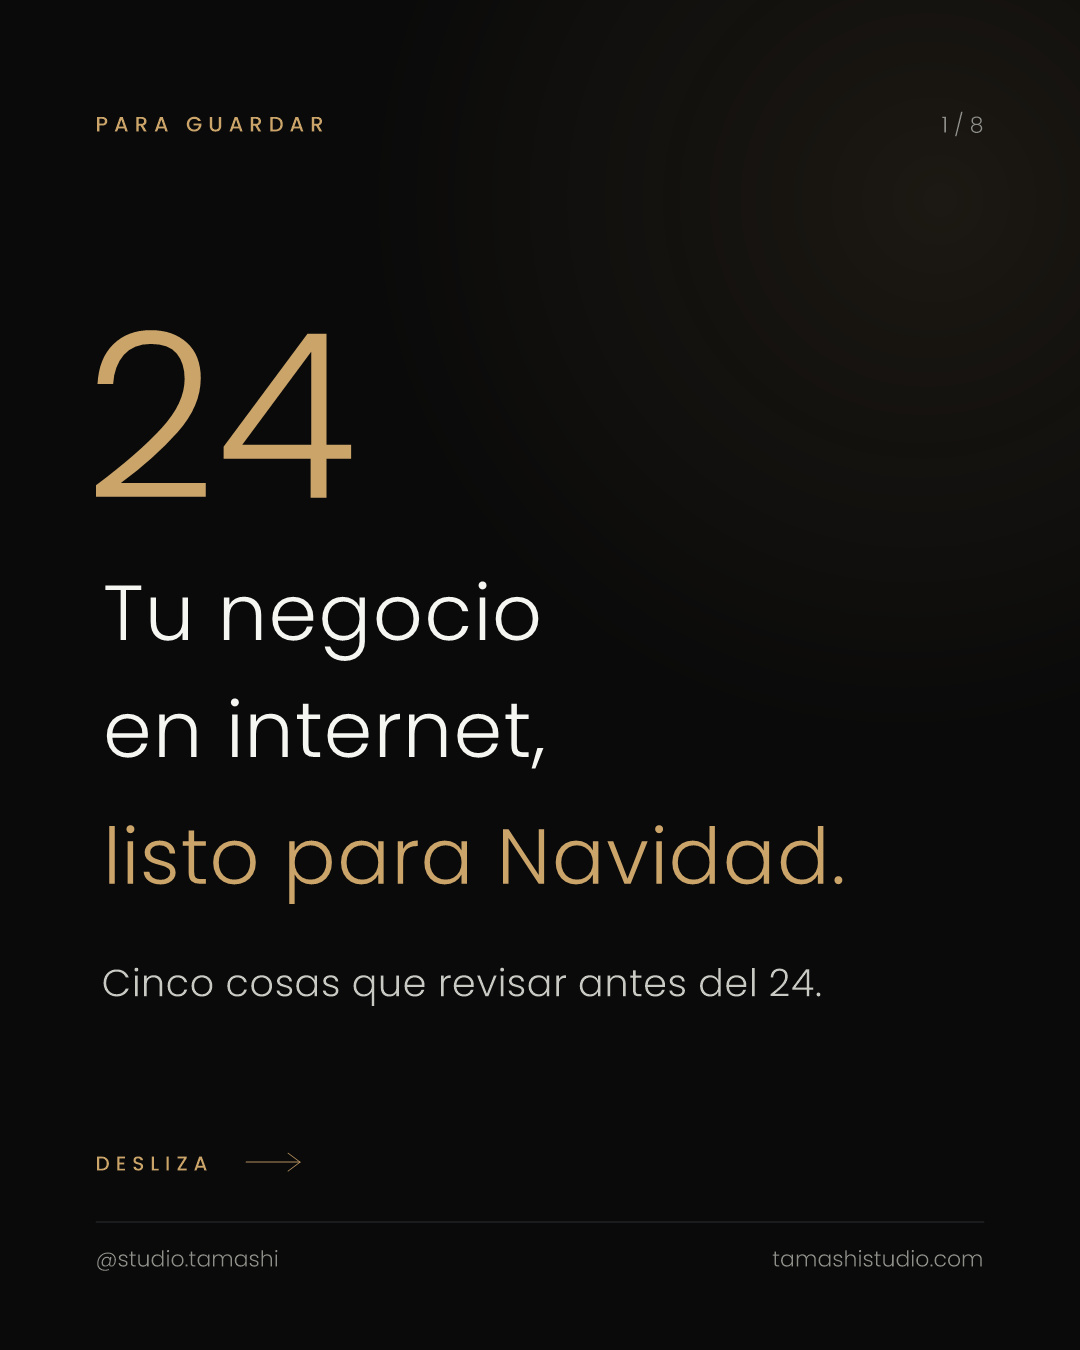 PARA GUARDAR
1 / 8
24
Tu negocio
en internet,
listo para Navidad.
Cinco cosas que revisar antes del 24.
DESLIZA
@studio.tamashi
tamashistudio.com